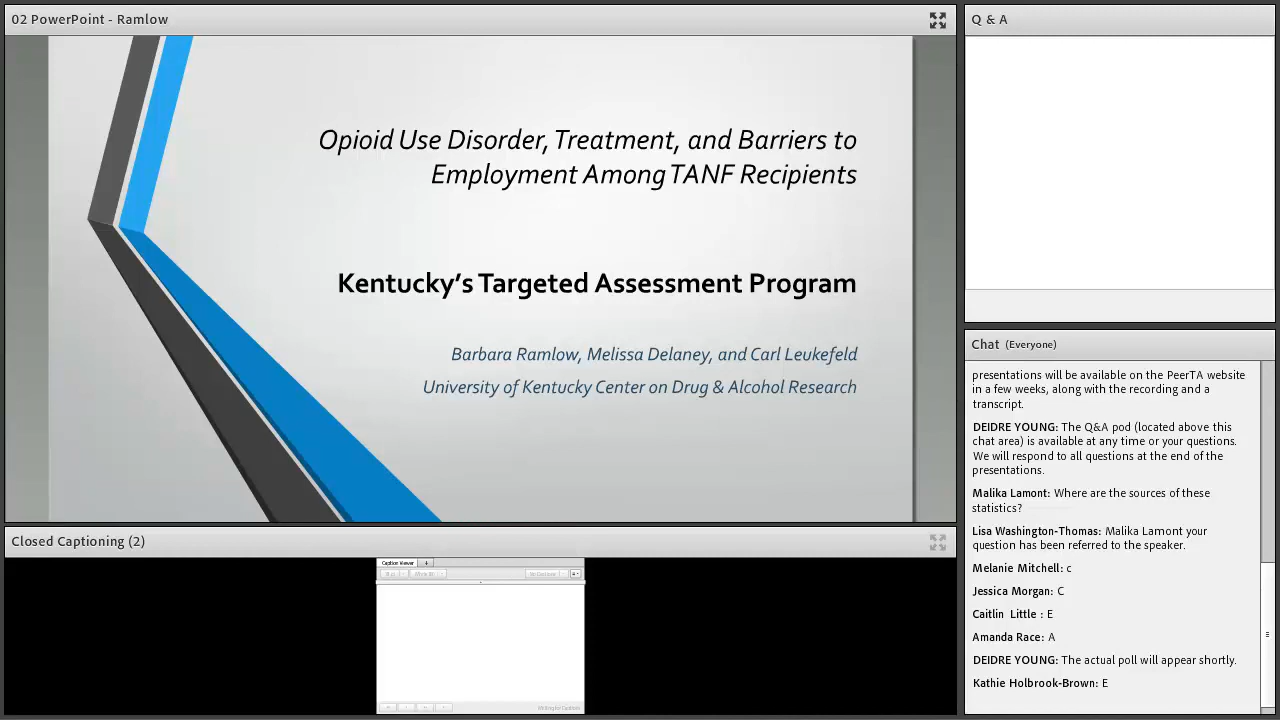 02 PowerPoint - Ramlow
Opioid Use Disorder, Treatment, and Barriers to
Employment Among TANF Recipients
Kentucky's Targeted Assessment Program
Barbara Ramlow, Melissa Delaney, and Carl Leukefeld
University of Kentucky Center on Drug & Alcohol Research
Closed Captioning (2)
Caption Viewer
Q & A
Chat (Everyone)
presentations will be available on the PeerTA website
in a few weeks, along with the recording and a
transcript.
DEIDRE YOUNG: The Q&A pod (located above this
chat area) is available at any time or your questions.
We will respond to all questions at the end of the
presentations.
Malika Lamont: Where are the sources of these
statistics?
Lisa Washington-Thomas: Malika Lamont your
question has been referred to the speaker.
Melanie Mitchell: c
Jessica Morgan: C
Caitlin Little : E
Amanda Race : A
DEIDRE YOUNG: The actual poll will appear shortly.
Kathie Holbrook-Brown: E